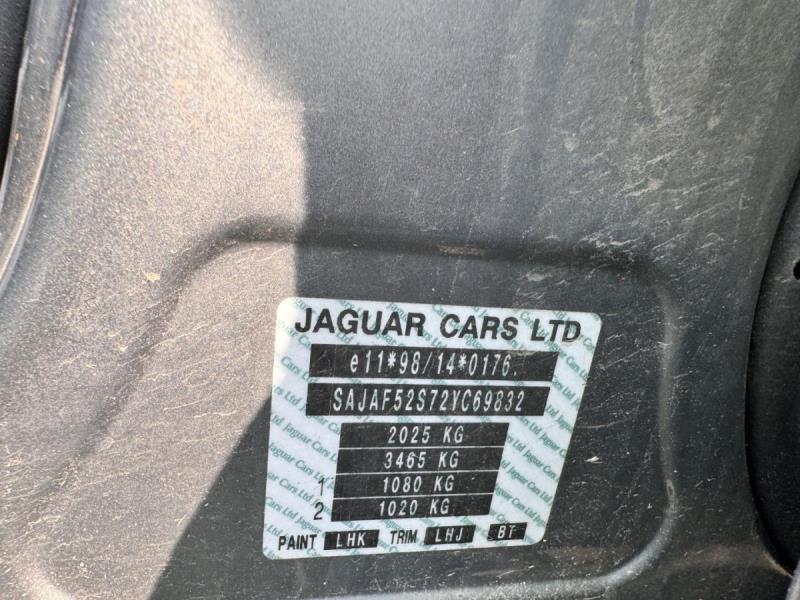 JAGUAR CARS LTD
e11*98/14*0176.
SAJAF52S72YC69832
2025 KG
3465 KG
1 1080 KG
2 1020 KG
PAINT LHK TRIM LHJ BT